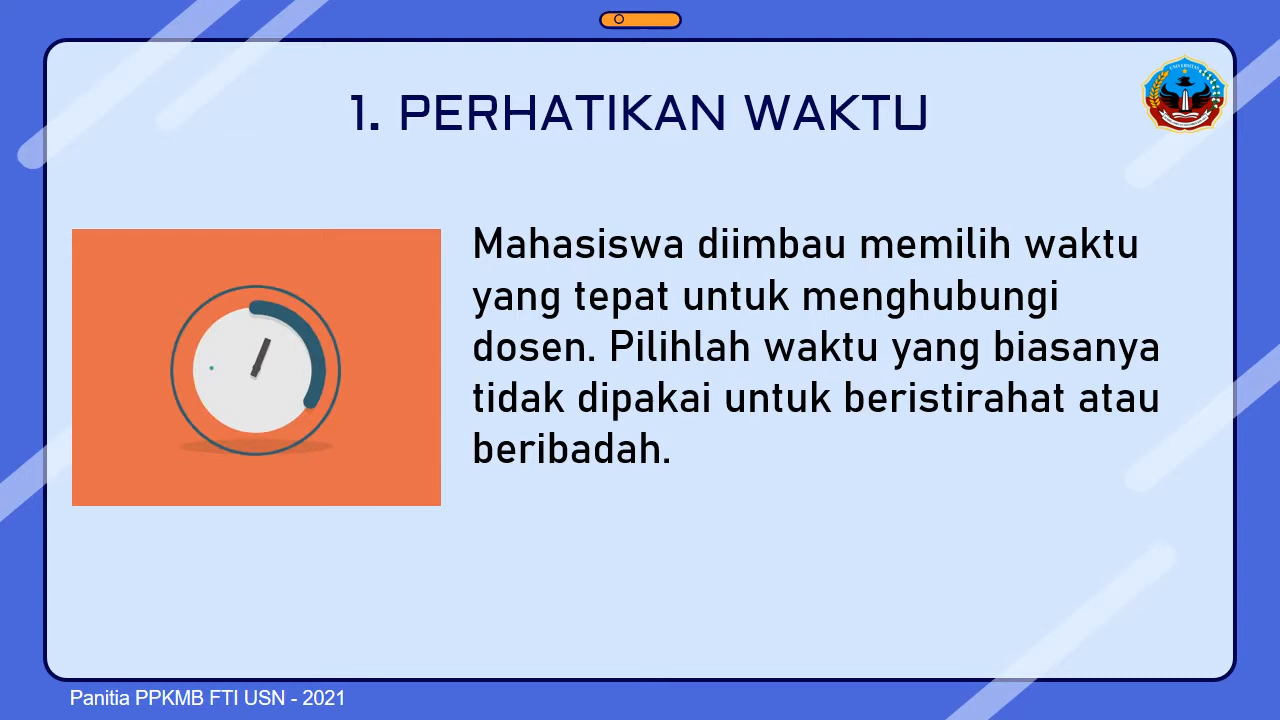 1. PERHATIKAN WAKTU
UNIVERSITAS
Mahasiswa diimbau memilih waktu
yang tepat untuk menghubungi
dosen. Pilihlah waktu yang biasanya
tidak dipakai untuk beristirahat atau
beribadah.
Panitia PPKMB FTI USN - 2021